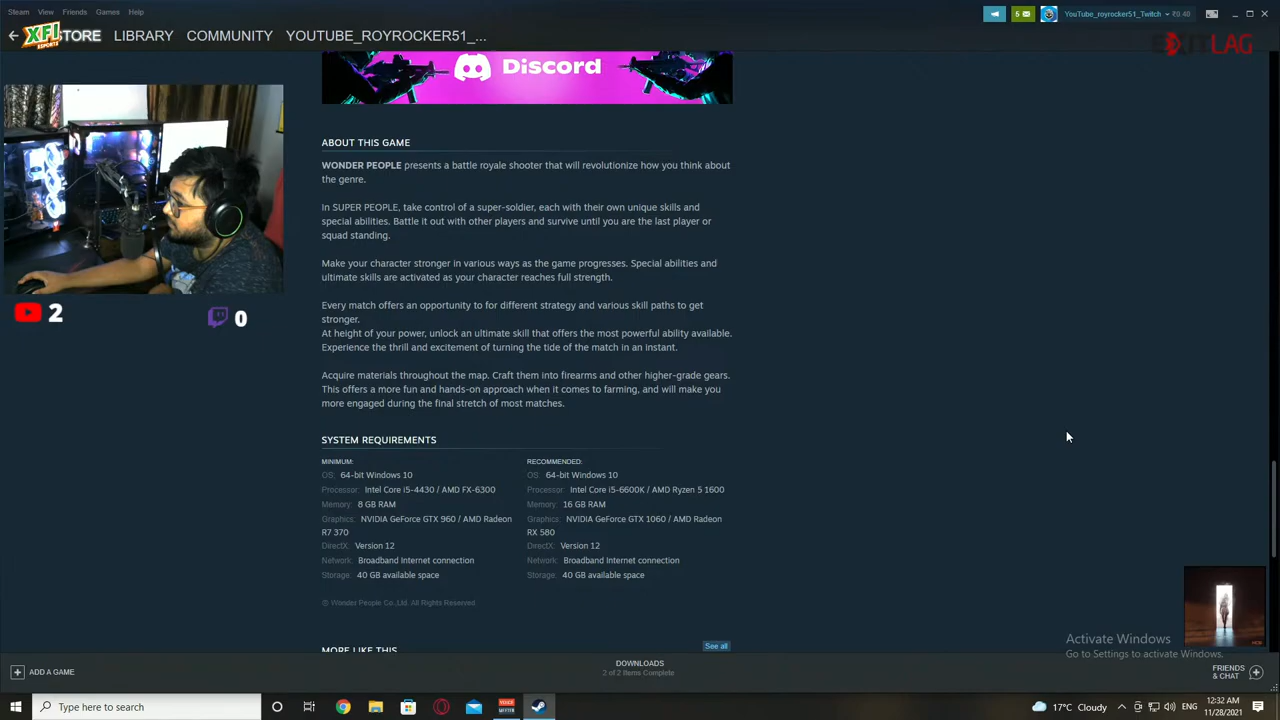 Steam View Friends Games Help
5
YouTube_royrocker51_Twitch
₹0.40
XF!
ESPORTS
STORE LIBRARY COMMUNITY YOUTUBE_ROYROCKER51_...
EXITLAG
Discord
ABOUT THIS GAME
WONDER PEOPLE presents a battle royale shooter that will revolutionize how you think about
the genre.
In SUPER PEOPLE, take control of a super-soldier, each with their own unique skills and
special abilities. Battle it out with other players and survive until you are the last player or
squad standing.
Make your character stronger in various ways as the game progresses. Special abilities and
ultimate skills are activated as your character reaches full strength.
2
0
Every match offers an opportunity to for different strategy and various skill paths to get
stronger.
At height of your power, unlock an ultimate skill that offers the most powerful ability available.
Experience the thrill and excitement of turning the tide of the match in an instant.
Acquire materials throughout the map. Craft them into firearms and other higher-grade gears.
This offers a more fun and hands-on approach when it comes to farming, and will make you
more engaged during the final stretch of most matches.
SYSTEM REQUIREMENTS
MINIMUM:
OS: 64-bit Windows 10
Processor: Intel Core i5-4430 / AMD FX-6300
Memory: 8 GB RAM
Graphics: NVIDIA GeForce GTX 960 / AMD Radeon
R7 370
DirectX: Version 12
Network: Broadband Internet connection
Storage: 40 GB available space
RECOMMENDED:
OS: 64-bit Windows 10
Processor: Intel Core i5-6600K / AMD Ryzen 5 1600
Memory: 16 GB RAM
Graphics: NVIDIA GeForce GTX 1060 / AMD Radeon
RX 580
DirectX: Version 12
Network: Broadband Internet connection
Storage: 40 GB available space
© Wonder People Co.,Ltd. All Rights Reserved
MORE LIKE THIS
See all
Activate Windows
Go to Settings to activate Windows.
ADD A GAME
DOWNLOADS
2 of 2 Items Complete
FRIENDS
& CHAT
Type here to search
17°C Cloudy
ENG
12:32 AM
11/28/2021